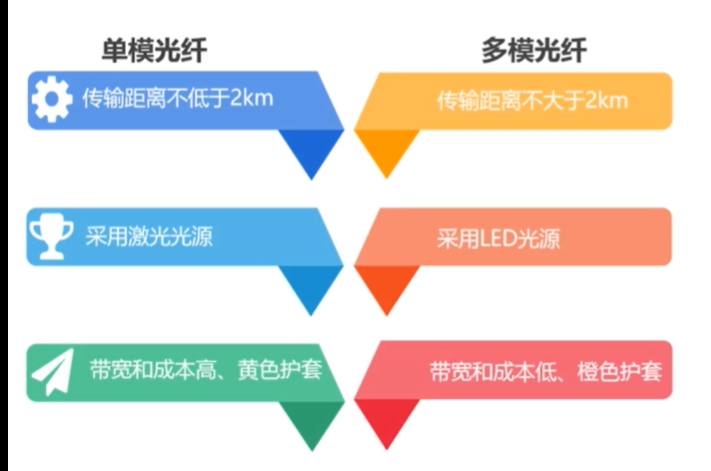 单模光纤 多模光纤
传输距离不低于2km 传输距离不大于2km
采用激光光源 采用LED光源
带宽和成本高、黄色护套 带宽和成本低、橙色护套